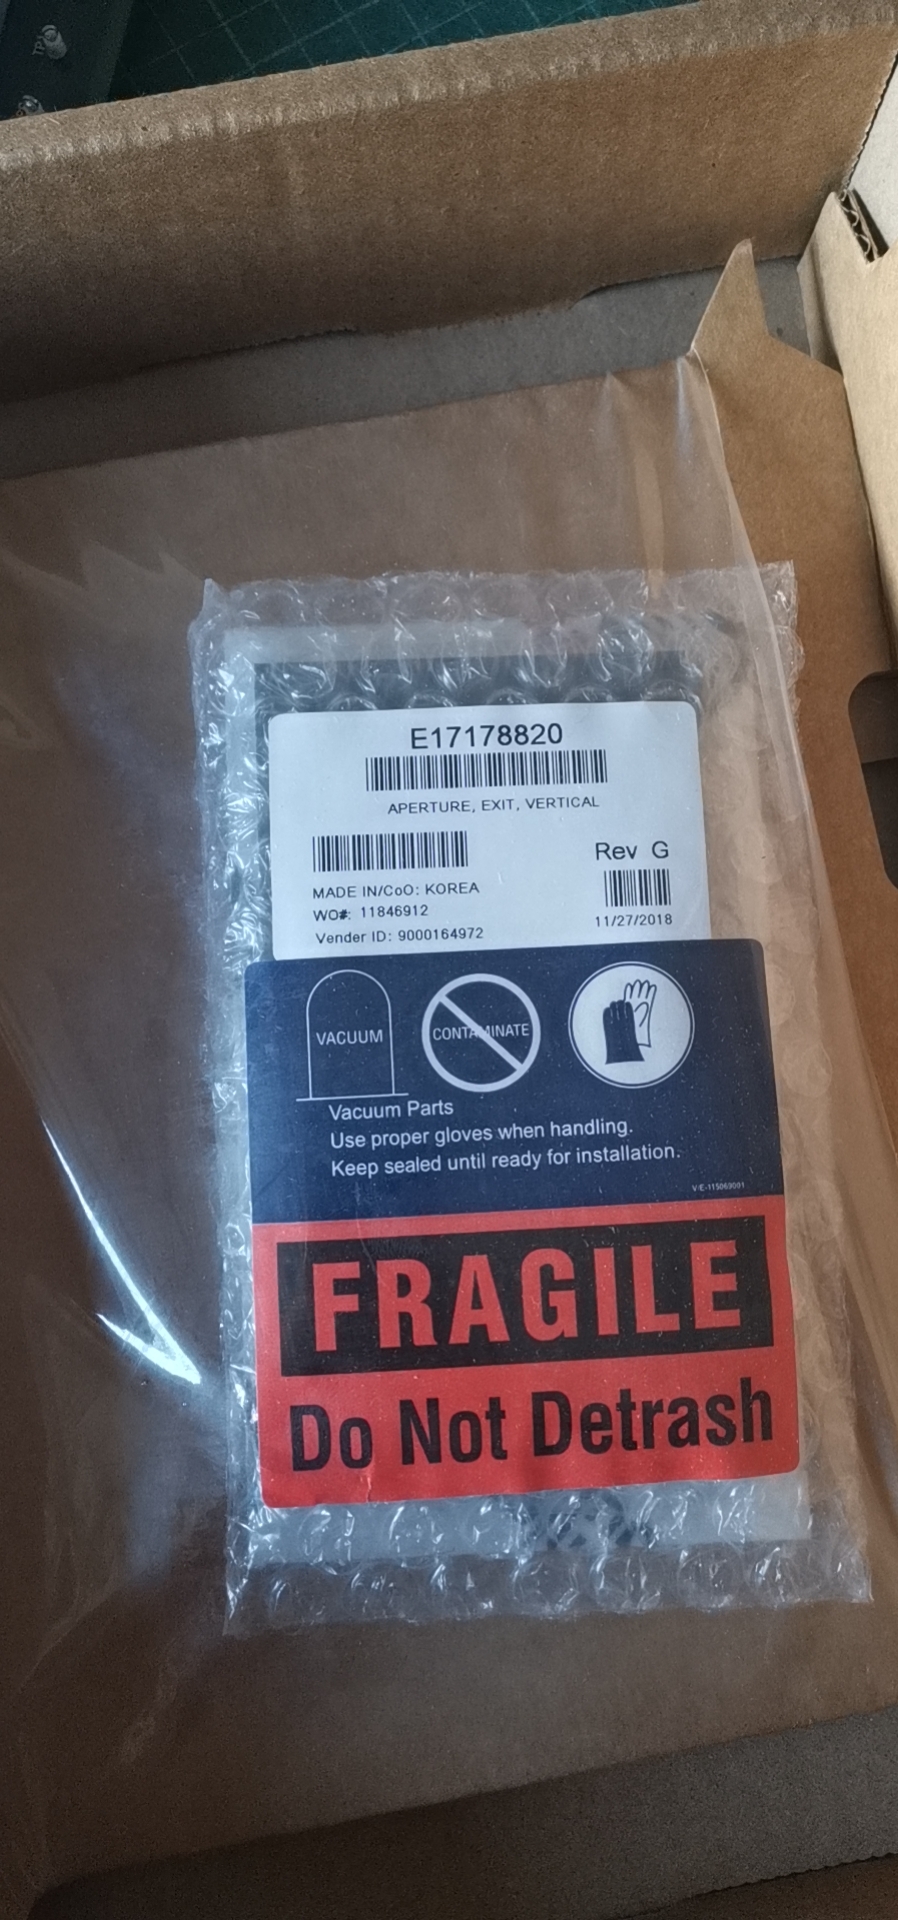 E17178820
APERTURE, EXIT, VERTICAL
Rev G
MADE IN/CoO: KOREA
WO#: 11846912
11/27/2018
Vender ID: 9000164972
VACUUM
CONTAMINATE
Vacuum Parts
Use proper gloves when handling.
Keep sealed until ready for installation.
FRAGILE
Do Not Detrash